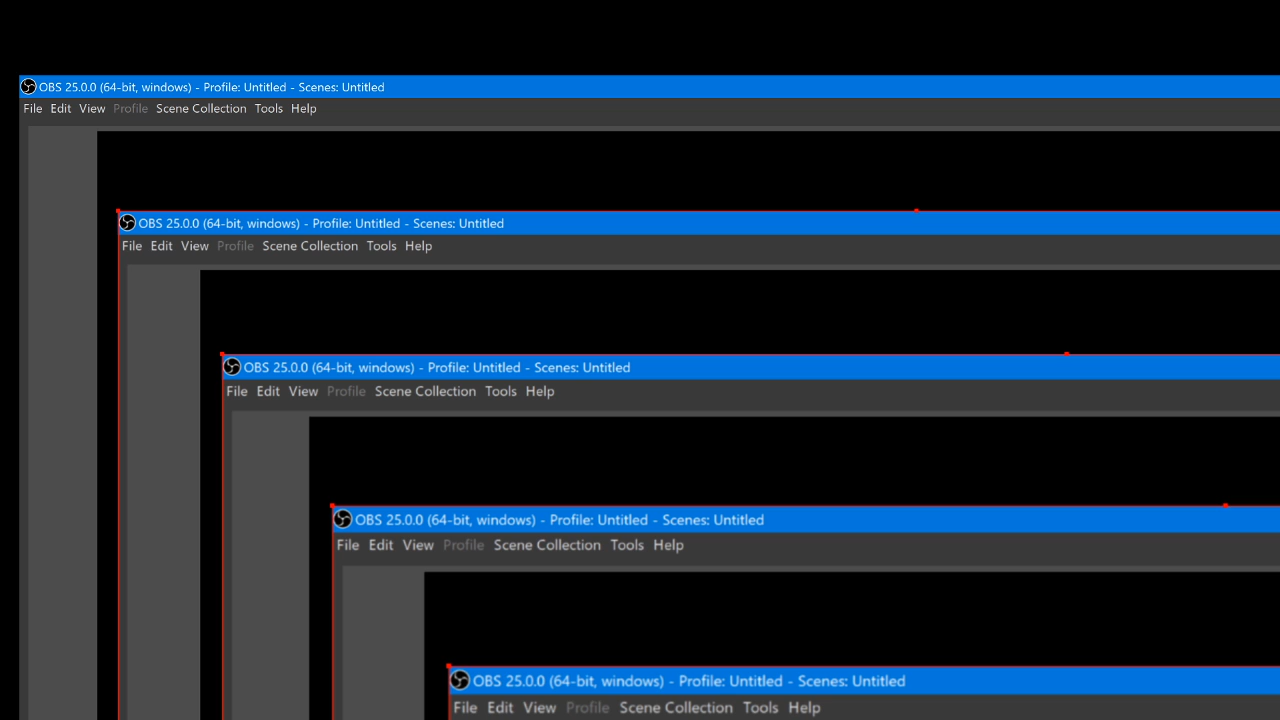 OBS 25.0.0 (64-bit, windows) - Profile: Untitled - Scenes: Untitled
File Edit View Profile Scene Collection Tools Help
OBS 25.0.0 (64-bit, windows) - Profile: Untitled - Scenes: Untitled
File Edit View Profile Scene Collection Tools Help
OBS 25.0.0 (64-bit, windows) - Profile: Untitled - Scenes: Untitled
File Edit View Profile Scene Collection Tools Help
OBS 25.0.0 (64-bit, windows) - Profile: Untitled - Scenes: Untitled
File Edit View Profile Scene Collection Tools Help
OBS 25.0.0 (64-bit, windows) - Profile: Untitled - Scenes: Untitled
File Edit View Profile Scene Collection Tools Help